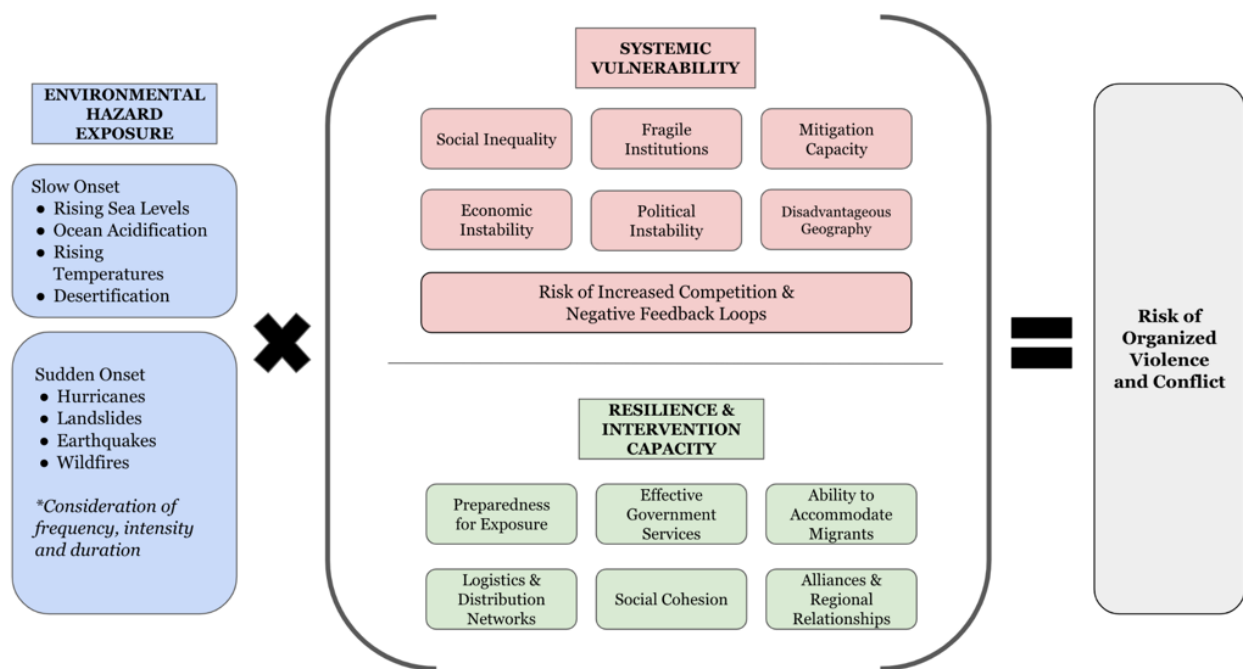 ENVIRONMENTAL
HAZARD
EXPOSURE
Slow Onset
● Rising Sea Levels
● Ocean Acidification
● Rising
Temperatures
● Desertification
Sudden Onset
● Hurricanes
● Landslides
● Earthquakes
● Wildfires
*Consideration of
frequency, intensity
and duration
SYSTEMIC
VULNERABILITY
Social Inequality
Fragile
Institutions
Mitigation
Capacity
Economic
Instability
Political
Instability
Disadvantageous
Geography
Risk of Increased Competition &
Negative Feedback Loops
RESILIENCE &
INTERVENTION
CAPACITY
Preparedness
for Exposure
Effective
Government
Services
Ability to
Accommodate
Migrants
Logistics &
Distribution
Networks
Social Cohesion
Alliances &
Regional
Relationships
Risk of
Organized
Violence
and Conflict